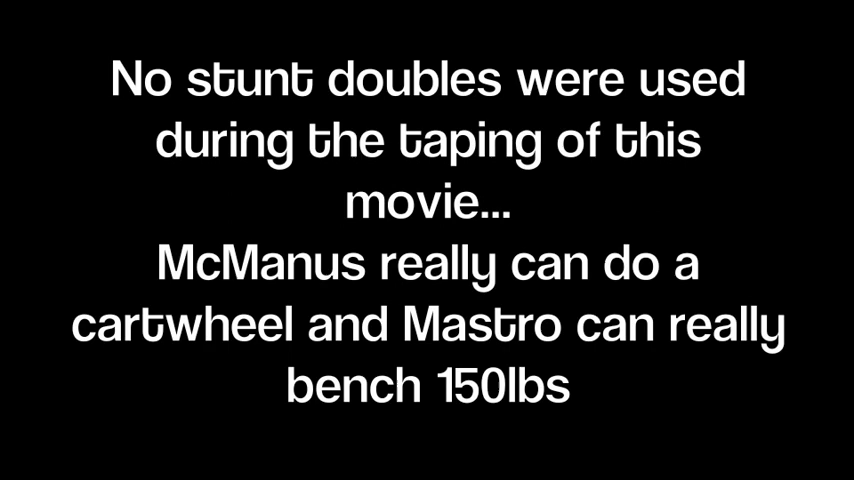 No stunt doubles were used
during the taping of this
movie...
McManus really can do a
cartwheel and Mastro can really
bench 150lbs